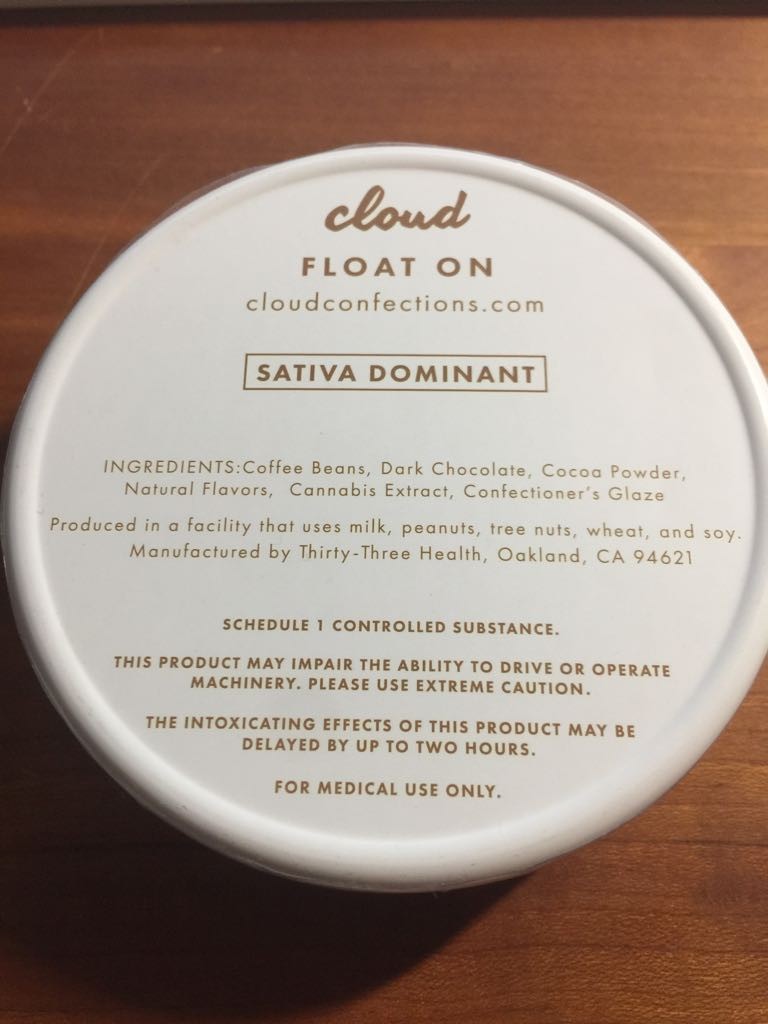 cloud
FLOAT ON
cloudconfections.com
SATIVA DOMINANT
INGREDIENTS:Coffee Beans, Dark Chocolate, Cocoa Powder,
Natural Flavors, Cannabis Extract, Confectioner's Glaze
Produced in a facility that uses milk, peanuts, tree nuts, wheat, and soy.
Manufactured by Thirty-Three Health, Oakland, CA 94621
SCHEDULE 1 CONTROLLED SUBSTANCE.
THIS PRODUCT MAY IMPAIR THE ABILITY TO DRIVE OR OPERATE
MACHINERY. PLEASE USE EXTREME CAUTION.
THE INTOXICATING EFFECTS OF THIS PRODUCT MAY BE
DELAYED BY UP TO TWO HOURS.
FOR MEDICAL USE ONLY.